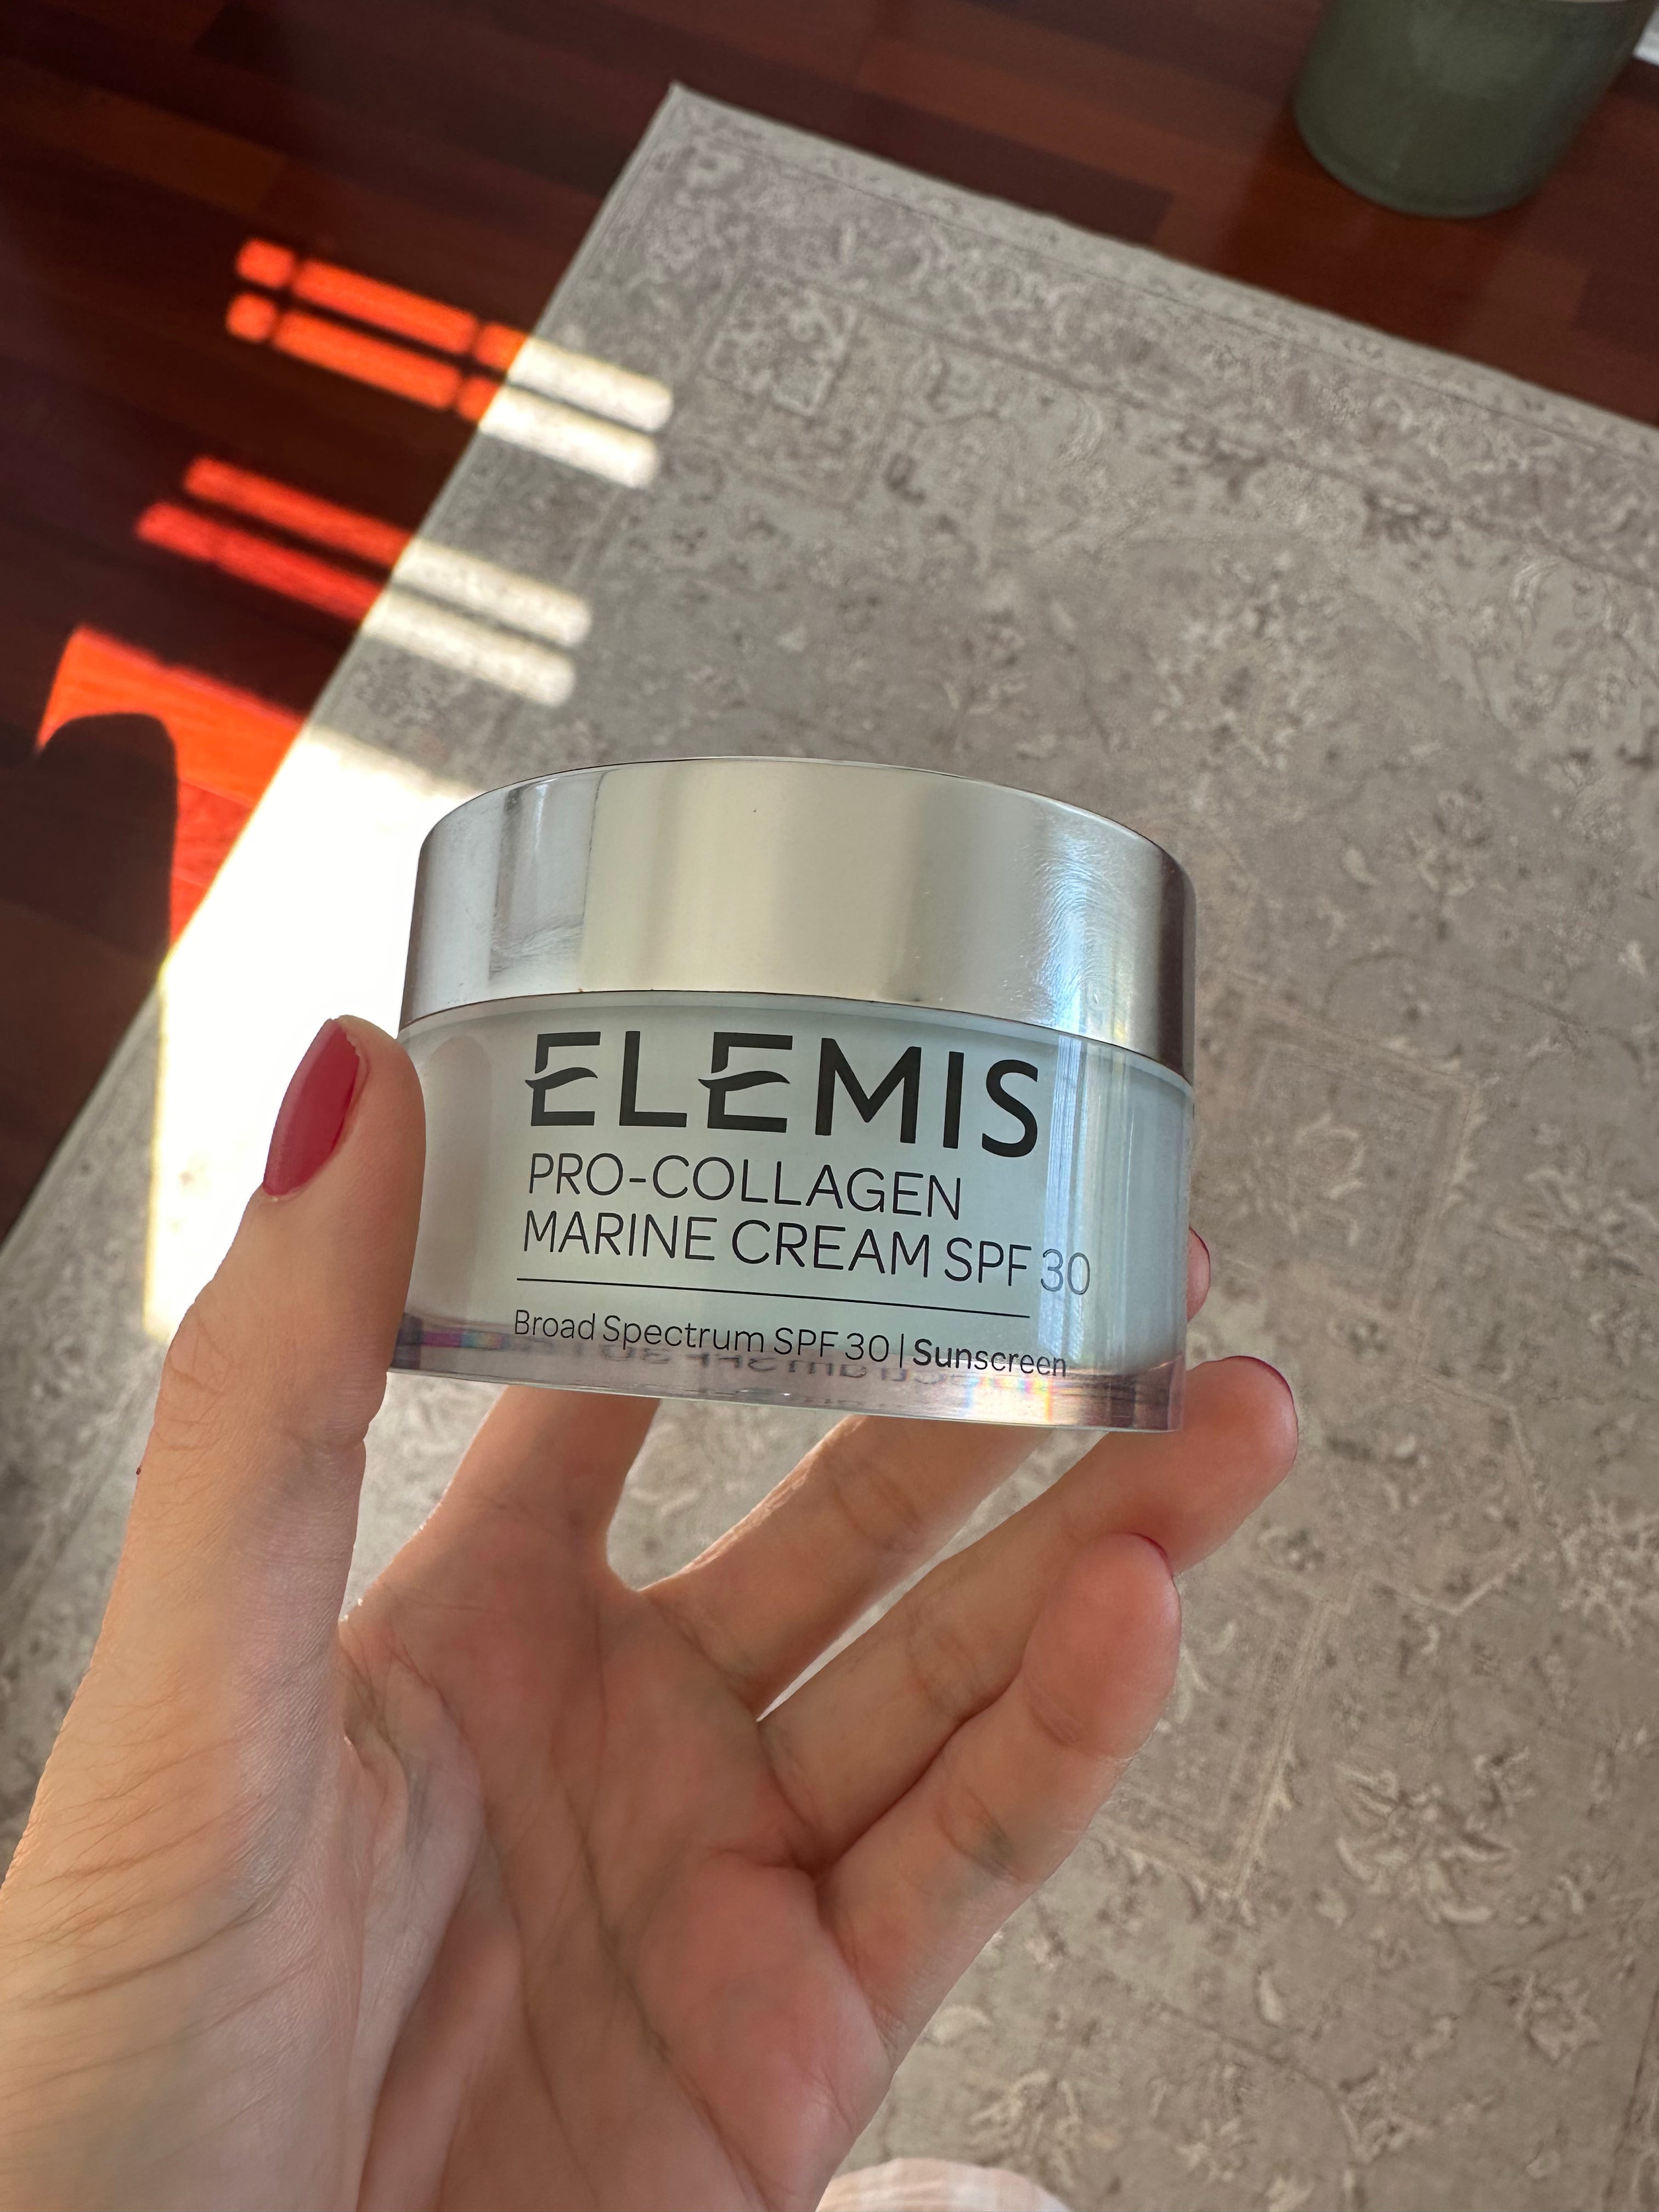 ELEMIS
PRO-COLLAGEN
MARINE CREAM SPF 30
Broad Spectrum SPF 30 | Sunscreen